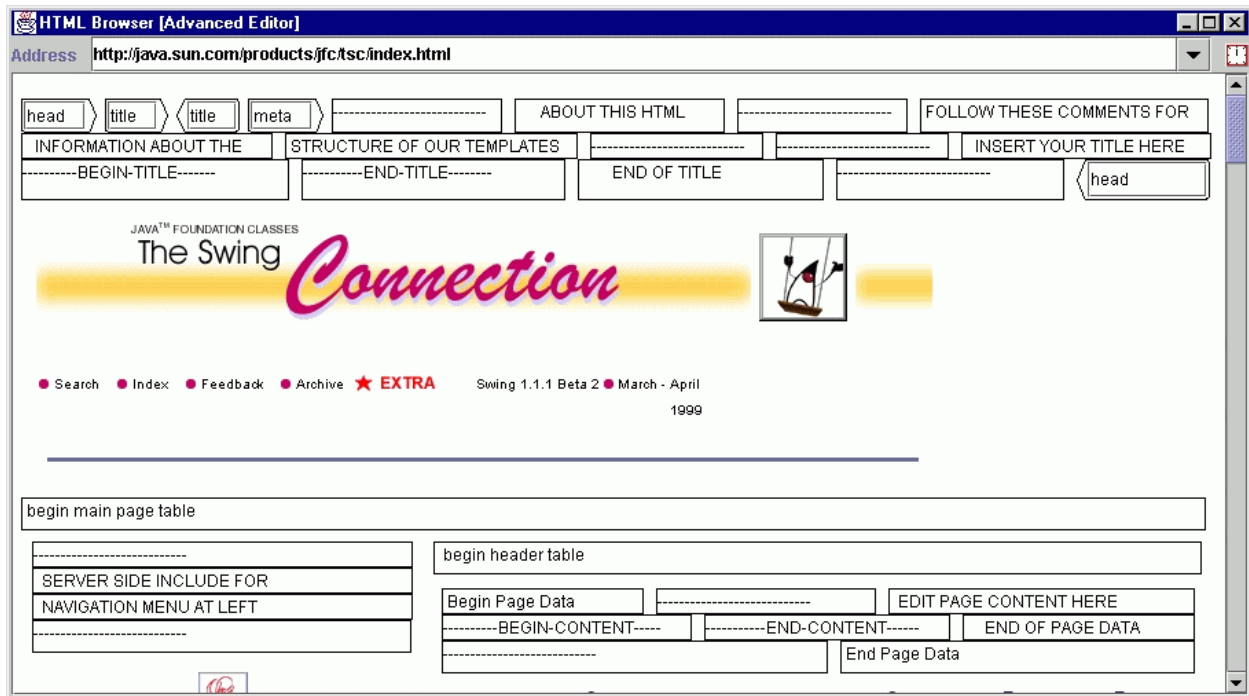 HTML Browser [Advanced Editor]
Address http://java.sun.com/products/jfc/tsc/index.html
head title title meta ---------------------------- ABOUT THIS HTML ---------------------------- FOLLOW THESE COMMENTS FOR
INFORMATION ABOUT THE STRUCTURE OF OUR TEMPLATES ---------------------------- ---------------------------- INSERT YOUR TITLE HERE
----------BEGIN-TITLE------- -----------END-TITLE-------- END OF TITLE ---------------------------- head
JAVA™ FOUNDATION CLASSES
The Swing
Connection
Search Index Feedback Archive EXTRA Swing 1.1.1 Beta 2 March - April
1999
begin main page table
----------------------------
SERVER SIDE INCLUDE FOR
NAVIGATION MENU AT LEFT
----------------------------
begin header table
Begin Page Data ---------------------------- EDIT PAGE CONTENT HERE
----------BEGIN-CONTENT----- -----------END-CONTENT------ END OF PAGE DATA
---------------------------- End Page Data